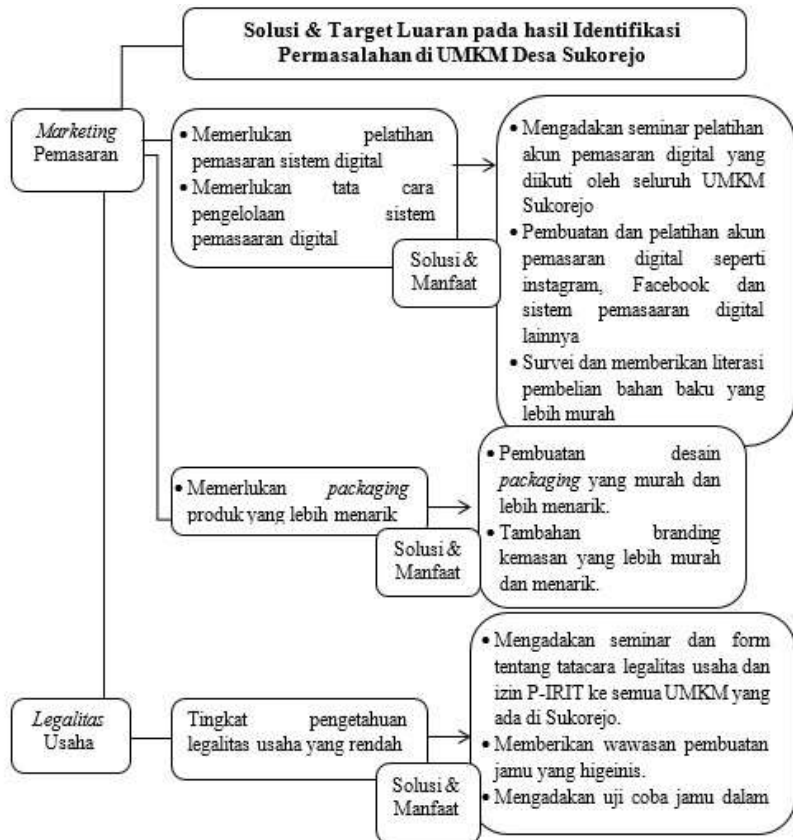 Solusi & Target Luaran pada hasil Identifikasi
Permasalahan di UMKM Desa Sukorejo
Marketing
Pemasaran
• Memerlukan pelatihan
pemasaran sistem digital
• Memerlukan tata cara
pengelolaan sistem
pemasaaran digital
Solusi &
Manfaat
• Mengadakan seminar pelatihan
akun pemasaran digital yang
diikuti oleh seluruh UMKM
Sukorejo
• Pembuatan dan pelatihan akun
pemasaran digital seperti
instagram, Facebook dan
sistem pemasaaran digital
lainnya
• Survei dan memberikan literasi
pembelian bahan baku yang
lebih murah
• Memerlukan packaging
produk yang lebih menarik
Solusi &
Manfaat
• Pembuatan desain
packaging yang murah dan
lebih menarik.
• Tambahan branding
kemasan yang lebih murah
dan menarik.
Legalitas
Usaha
Tingkat pengetahuan
legalitas usaha yang rendah
Solusi &
Manfaat
• Mengadakan seminar dan form
tentang tatacara legalitas usaha dan
izin P-IRIT ke semua UMKM yang
ada di Sukorejo.
• Memberikan wawasan pembuatan
jamu yang higeinis.
• Mengadakan uji coba jamu dalam